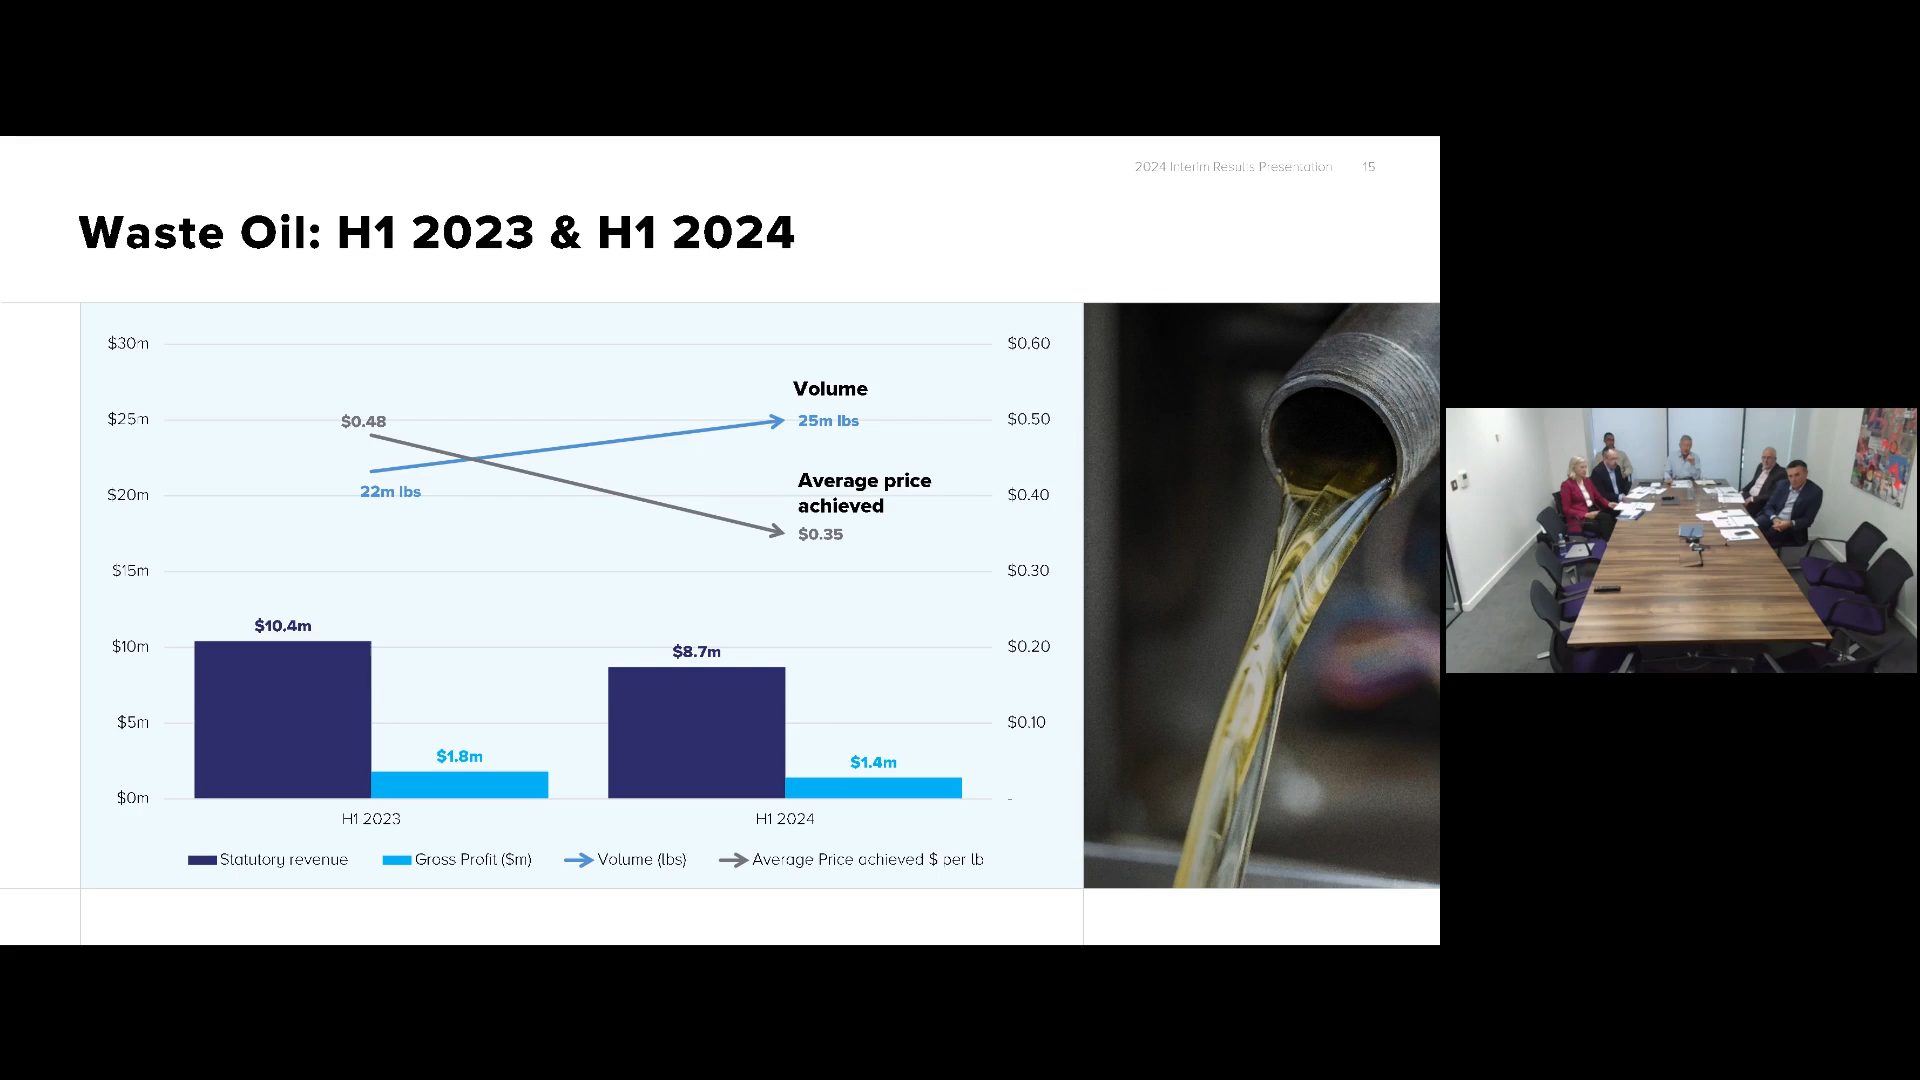 2024 Interim Results Presentation 15
Waste Oil: H1 2023 & H1 2024
$30m
$25m
$20m
$15m
$10m
$5m
$0m
$0.60
$0.50
$0.40
$0.30
$0.20
$0.10
-
$0.48
22m lbs
Volume
25m lbs
Average price
achieved
$0.35
$10.4m
$1.8m
$8.7m
$1.4m
H1 2023
H1 2024
Statutory revenue
Gross Profit ($m)
Volume (lbs)
Average Price achieved $ per lb